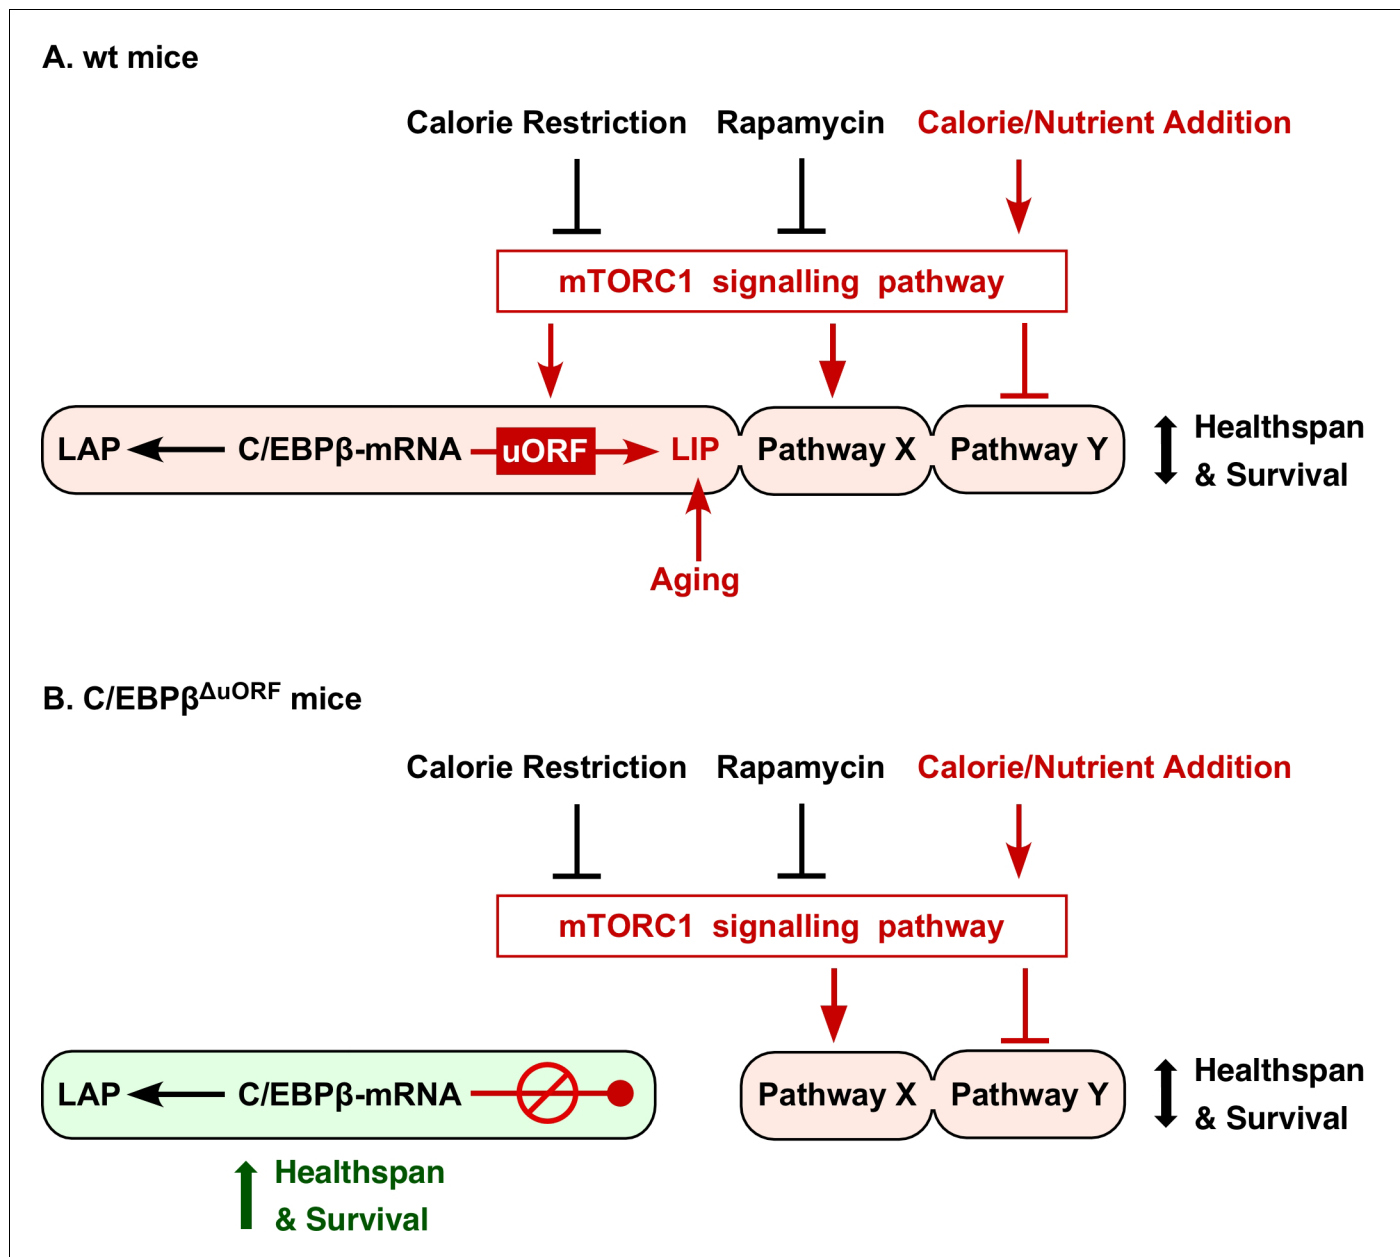 A. wt mice
Calorie Restriction Rapamycin Calorie/Nutrient Addition
mTORC1 signalling pathway
LAP C/EBPβ-mRNA uORF LIP Pathway X Pathway Y
Healthspan
& Survival
Aging
B. C/EBPβΔuORF mice
Calorie Restriction Rapamycin Calorie/Nutrient Addition
mTORC1 signalling pathway
LAP C/EBPβ-mRNA Pathway X Pathway Y
Healthspan
& Survival
Healthspan
& Survival